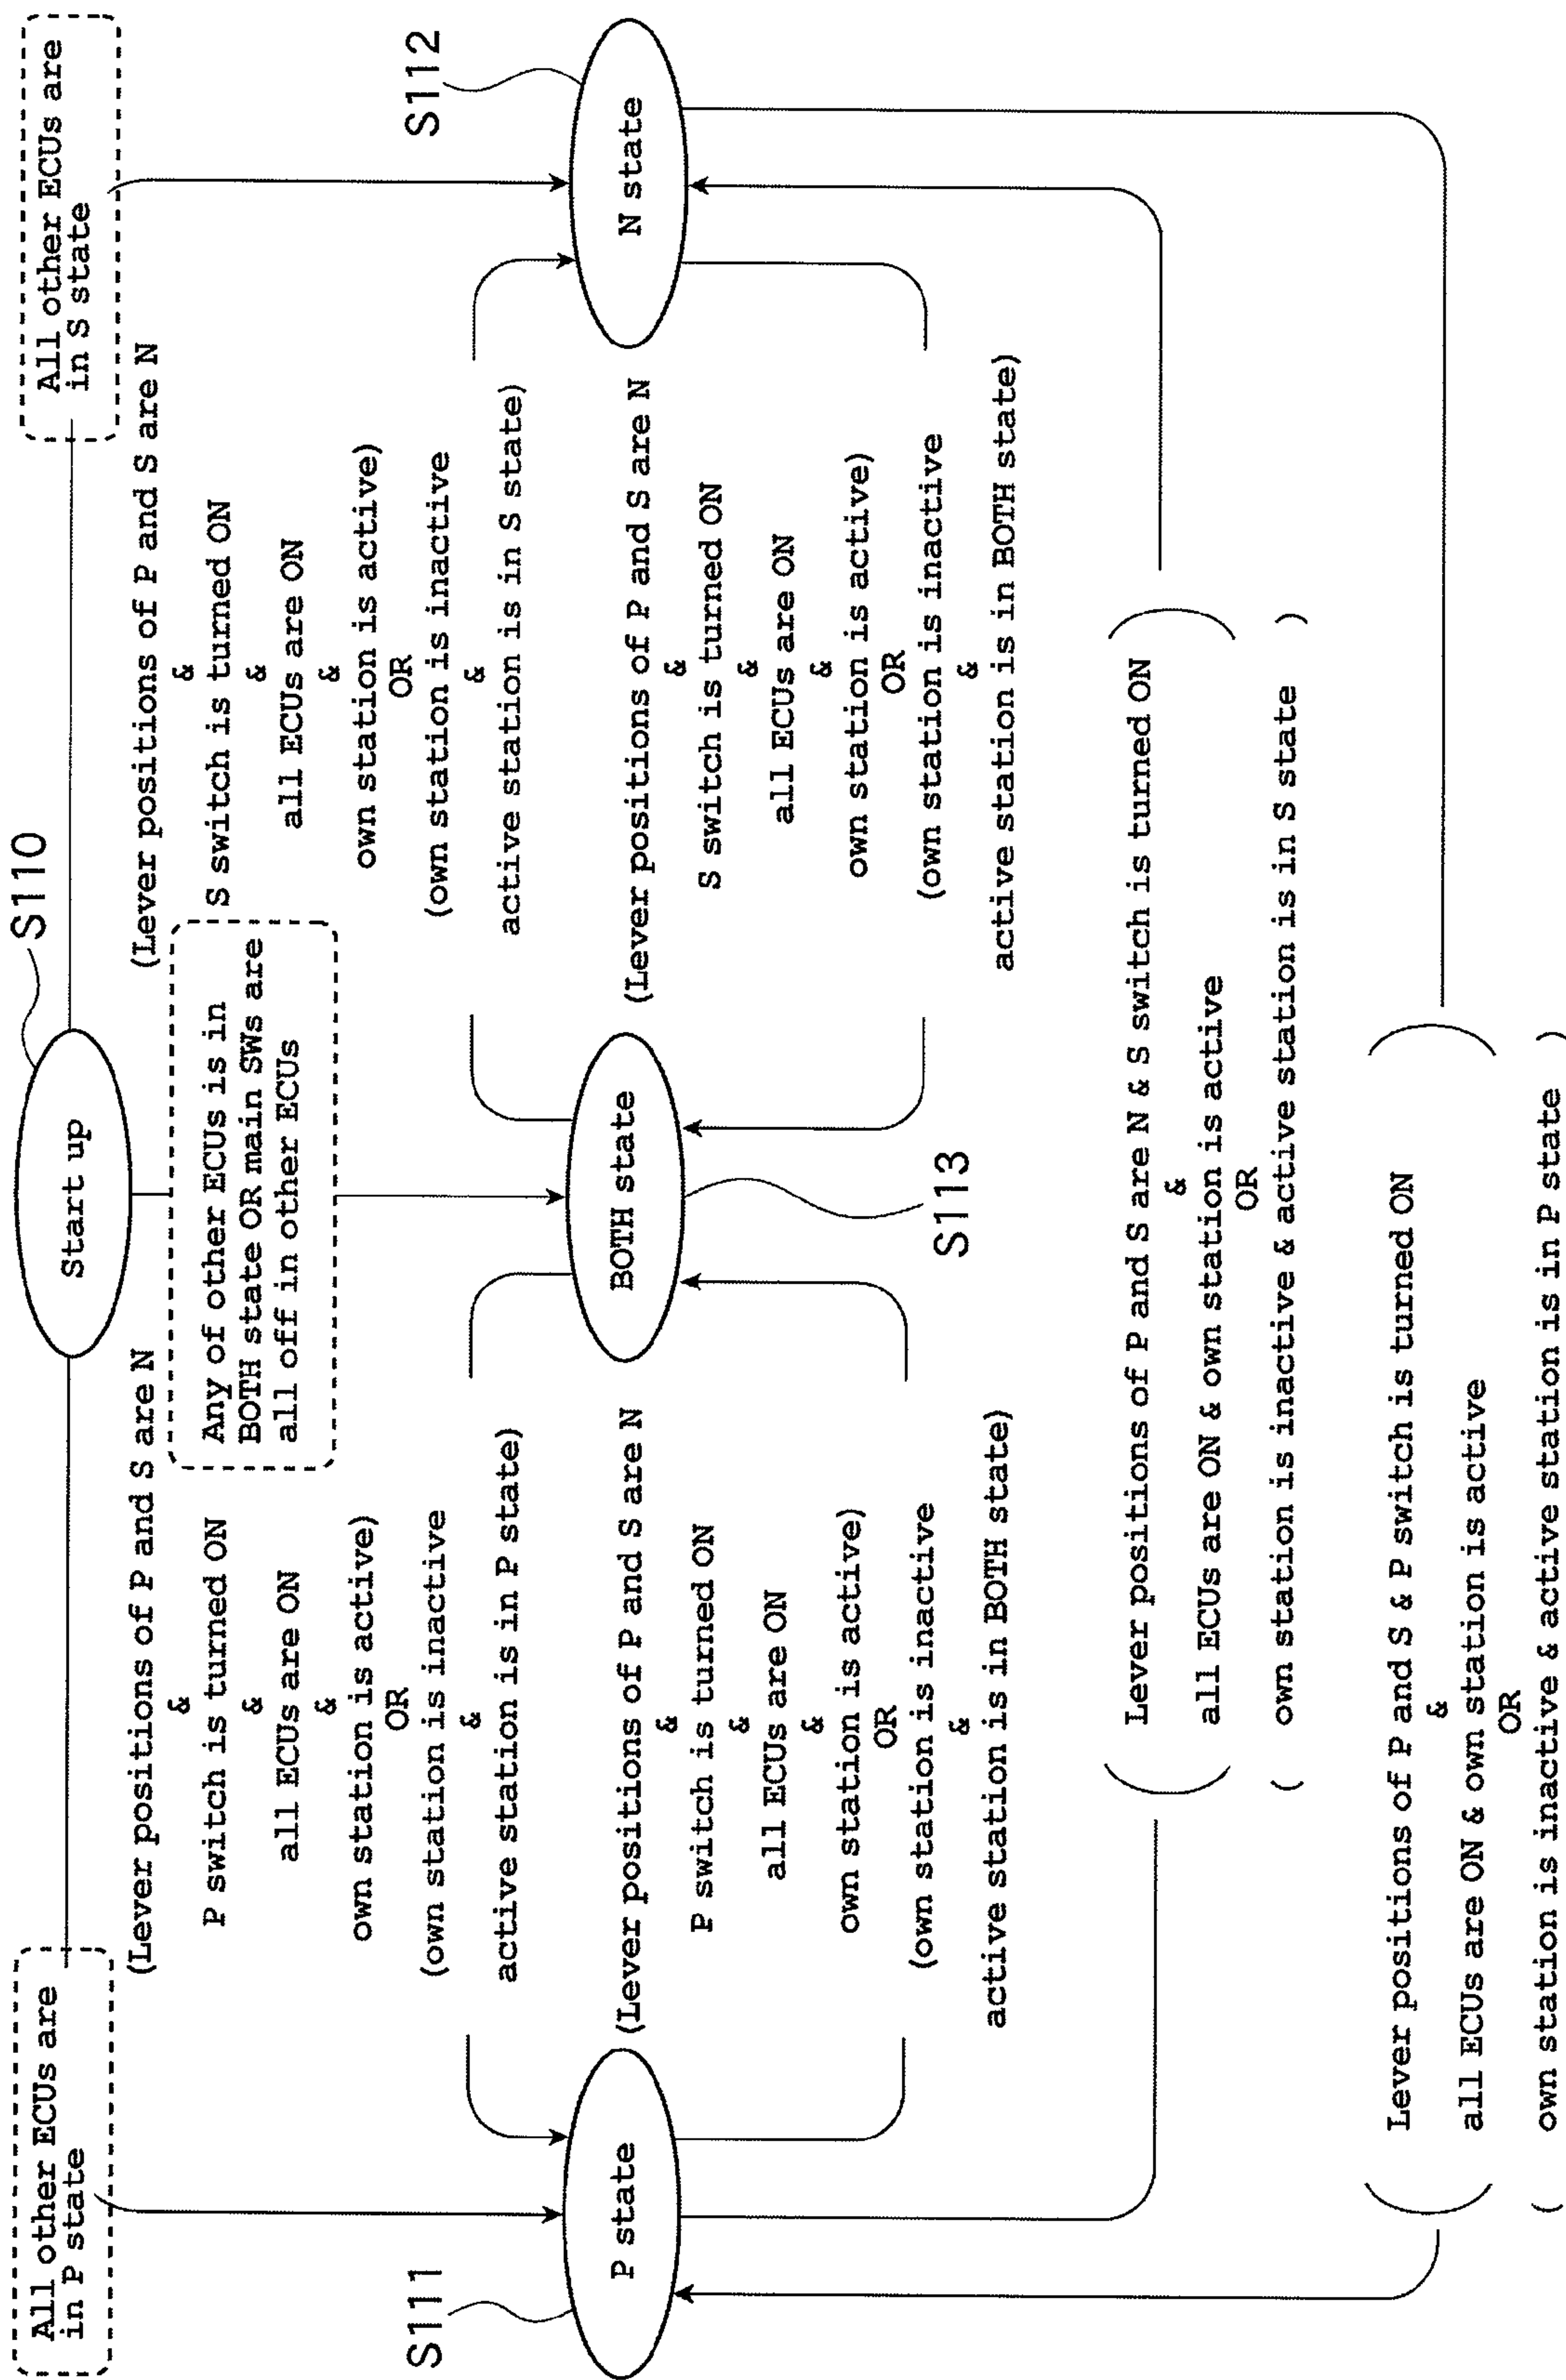 S110
Start up
All other ECUs are
in P state
All other ECUs are
in S state
Any of other ECUs is in
BOTH state OR main SWs are
all off in other ECUs
(Lever positions of P and S are N
&
P switch is turned ON
&
all ECUs are ON
&
own station is active)
OR
(own station is inactive
&
active station is in P state)
(Lever positions of P and S are N
&
S switch is turned ON
&
all ECUs are ON
&
own station is active)
OR
(own station is inactive
&
active station is in S state)
S111
P state
BOTH state
S113
N state
S112
(Lever positions of P and S are N
&
P switch is turned ON
&
all ECUs are ON
&
own station is active)
OR
(own station is inactive
&
active station is in BOTH state)
(Lever positions of P and S are N
&
S switch is turned ON
&
all ECUs are ON
&
own station is active)
OR
(own station is inactive
&
active station is in BOTH state)
(Lever positions of P and S are N & S switch is turned ON
&
all ECUs are ON & own station is active)
OR
(own station is inactive & active station is in S state)
(Lever positions of P and S & P switch is turned ON
&
all ECUs are ON & own station is active)
OR
(own station is inactive & active station is in P state)